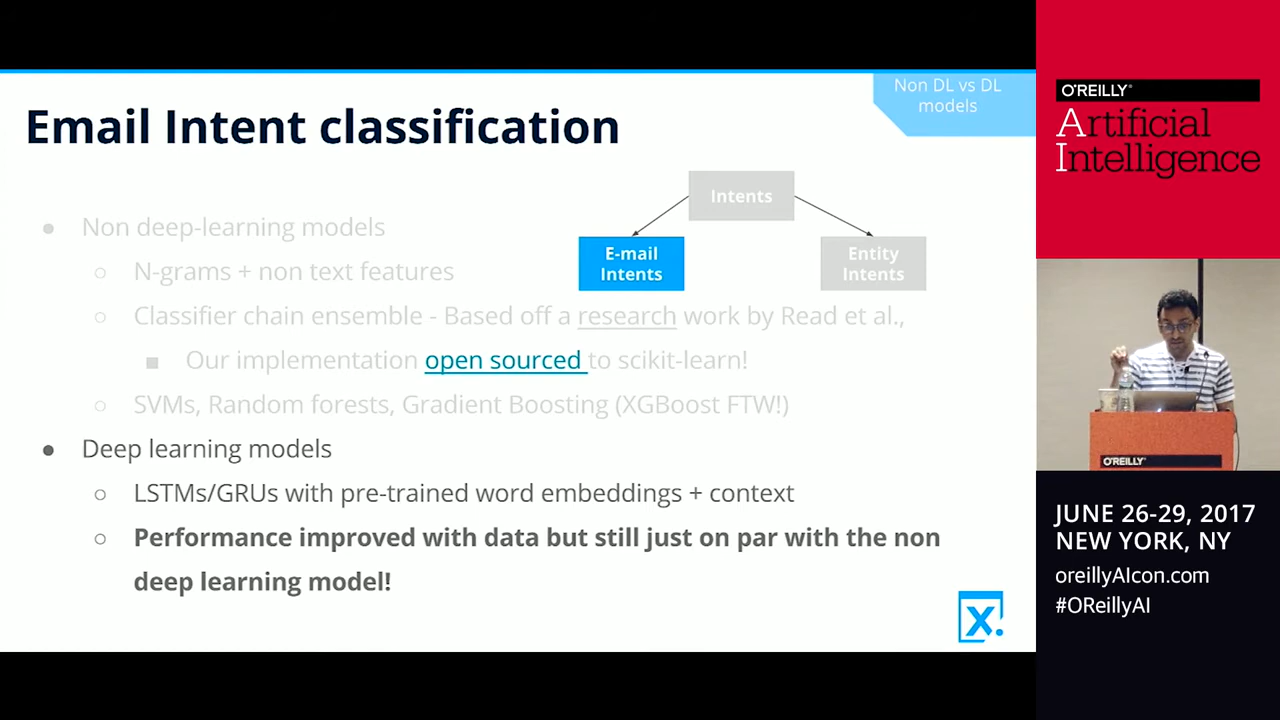 Non DL vs DL
models
Email Intent classification
Intents
E-mail
Intents
Entity
Intents
● Non deep-learning models
○ N-grams + non text features
○ Classifier chain ensemble - Based off a research work by Read et al.,
■ Our implementation open sourced to scikit-learn!
○ SVMs, Random forests, Gradient Boosting (XGBoost FTW!)
● Deep learning models
○ LSTMs/GRUs with pre-trained word embeddings + context
○ Performance improved with data but still just on par with the non
deep learning model!
X.
O'REILLY®
Artificial
Intelligence
O'REILLY®
JUNE 26-29, 2017
NEW YORK, NY
oreillyAIcon.com
#OReillyAI